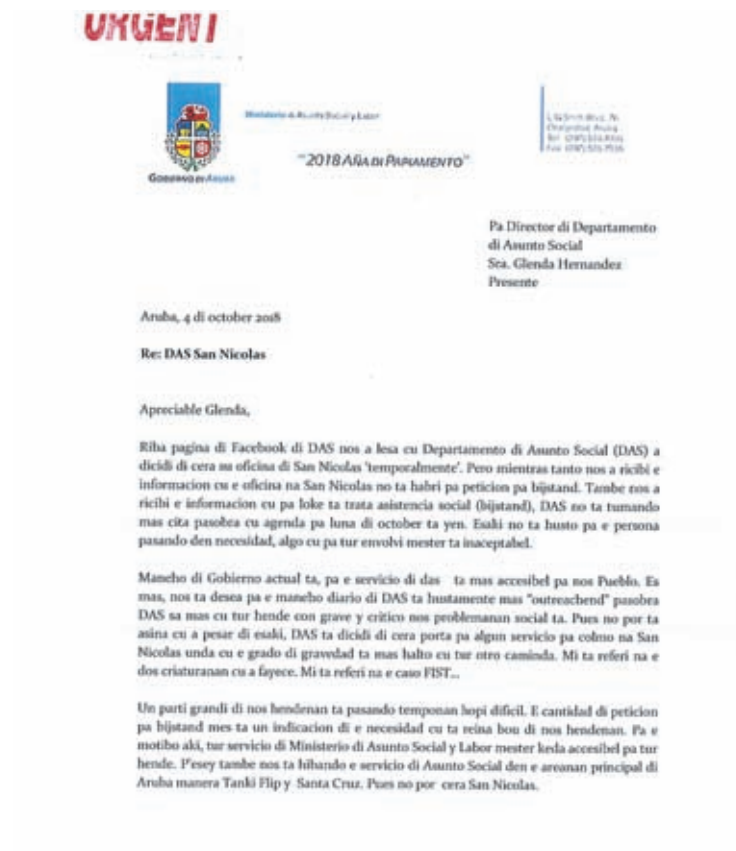 URGENT
Ministerio di Asunto Social y Labor
"2018 AÑA DI PAPIAMENTO"
GOBIERNO DI ARUBA
Pa Director di Departamento
di Asunto Social
Sra. Glenda Hernandez
Presente
Aruba, 4 di october 2018
Re: DAS San Nicolas
Apreciable Glenda,
Riba pagina di Facebook di DAS nos a lesa cu Departamento di Asunto Social (DAS) a
dicidi di cera su oficina di San Nicolas 'temporalmente'. Pero mientras tanto nos a ricibi e
informacion cu e oficina na San Nicolas no ta habri pa peticion pa bijstand. Tambe nos a
ricibi e informacion cu pa loke ta trata asistencia social (bijstand), DAS no ta tumando
mas cita pasobra cu agenda pa luna di october ta yen. Esaki no ta husto pa e persona
pasando den necesidad, algo cu pa tur envolvi mester ta inaceptabel.
Maneho di Gobierno actual ta, pa e servicio di das ta mas accesibel pa nos Pueblo. Es
mas, nos ta desea pa e maneho diario di DAS ta hustamente mas "outreachend" pasobra
DAS sa mas cu tur hende con grave y critico nos problemanan social ta. Pues no por ta
asina cu a pesar di esaki, DAS ta dicidi di cera porta pa algun servicio pa colmo na San
Nicolas unda cu e grado di gravedad ta mas halto cu tur otro caminda. Mi ta referi na e
dos criaturanan cu a fayece. Mi ta referi na e caso FIST...
Un parti grandi di nos hendenan ta pasando temponan hopi dificil. E cantidad di peticion
pa bijstand mes ta un indicacion di e necesidad cu ta reina bou di nos hendenan. Pa e
motibo aki, tur servicio di Ministerio di Asunto Social y Labor mester keda accesibel pa tur
hende. P'esey tambe nos ta hibando e servicio di Asunto Social den e areanan principal di
Aruba manera Tanki Flip y Santa Cruz. Pues no por cera San Nicolas.